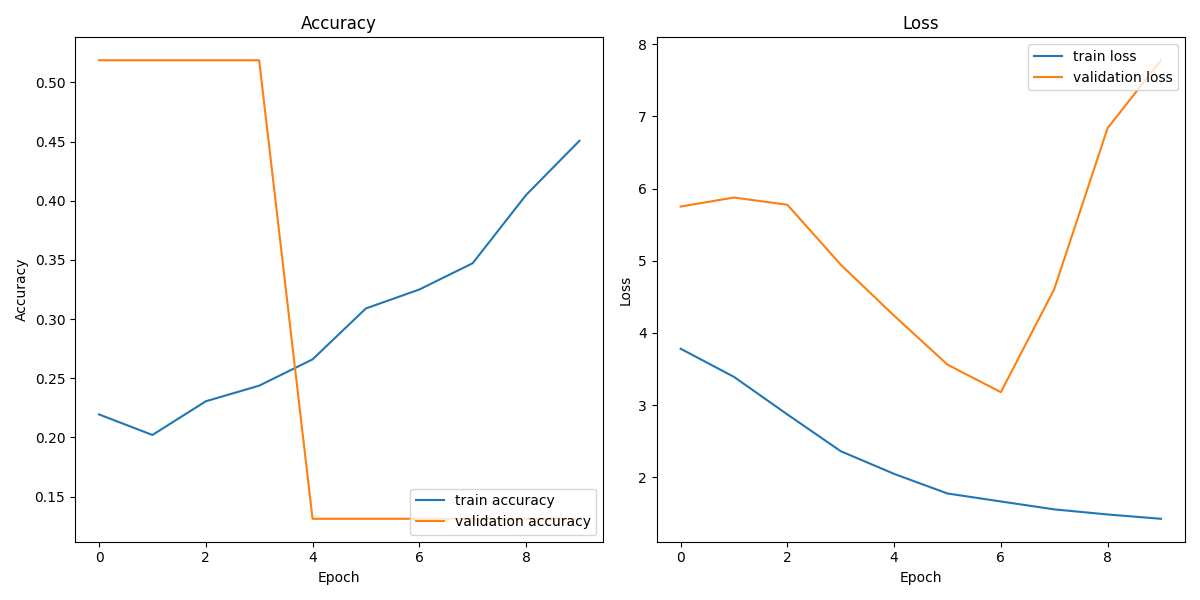 Accuracy
Accuracy
0.50
0.45
0.40
0.35
0.30
0.25
0.20
0.15
train accuracy
validation accuracy
0 2 4 6 8
Epoch
Loss
Loss
8
7
6
5
4
3
2
train loss
validation loss
0 2 4 6 8
Epoch